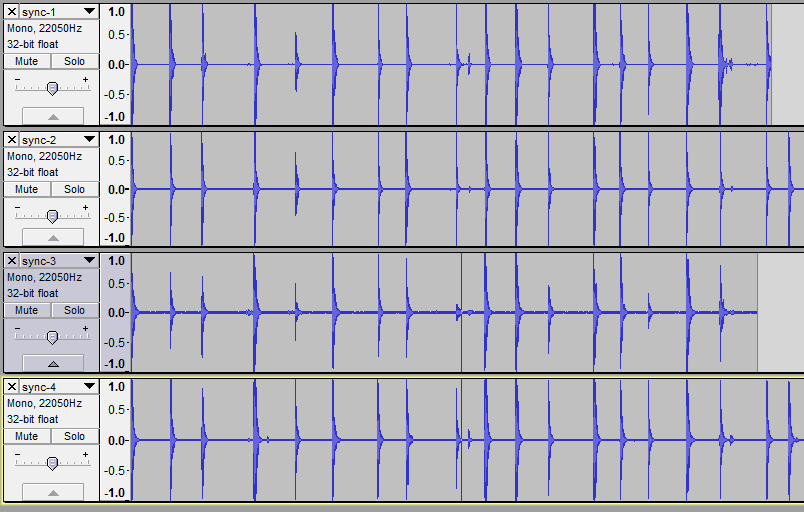 sync-1
Mono, 22050Hz
32-bit float
Mute Solo
- +
1.0
0.5-
0.0-
-0.5-
-1.0
sync-2
Mono, 22050Hz
32-bit float
Mute Solo
- +
1.0
0.5-
0.0-
-0.5-
-1.0
sync-3
Mono, 22050Hz
32-bit float
Mute Solo
- +
1.0
0.5-
0.0-
-0.5-
-1.0
sync-4
Mono, 22050Hz
32-bit float
Mute Solo
- +
1.0
0.5-
0.0-
-0.5-
-1.0